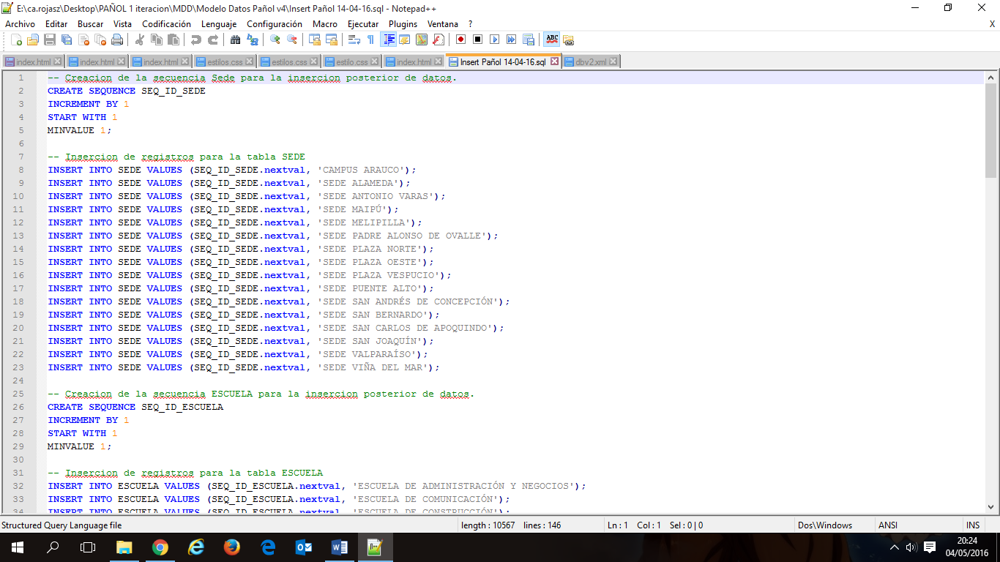 E:\ca.rojasz\Desktop\PAÑOL 1 iteracion\MDD\Modelo Datos Pañol v4\Insert Pañol 14-04-16.sql - Notepad++
Archivo Editar Buscar Vista Codificación Lenguaje Configuración Macro Ejecutar Plugins Ventana ? X
index.html index.html index.html estilos.css estilos.css estilo.css index.html Insert Pañol 14-04-16.sql dbv2.xml
1 -- Creacion de la secuencia Sede para la insercion posterior de datos.
2 CREATE SEQUENCE SEQ_ID_SEDE
3 INCREMENT BY 1
4 START WITH 1
5 MINVALUE 1;
6
7 -- Insercion de registros para la tabla SEDE
8 INSERT INTO SEDE VALUES (SEQ_ID_SEDE.nextval, 'CAMPUS ARAUCO');
9 INSERT INTO SEDE VALUES (SEQ_ID_SEDE.nextval, 'SEDE ALAMEDA');
10 INSERT INTO SEDE VALUES (SEQ_ID_SEDE.nextval, 'SEDE ANTONIO VARAS');
11 INSERT INTO SEDE VALUES (SEQ_ID_SEDE.nextval, 'SEDE MAIPÚ');
12 INSERT INTO SEDE VALUES (SEQ_ID_SEDE.nextval, 'SEDE MELIPILLA');
13 INSERT INTO SEDE VALUES (SEQ_ID_SEDE.nextval, 'SEDE PADRE ALONSO DE OVALLE');
14 INSERT INTO SEDE VALUES (SEQ_ID_SEDE.nextval, 'SEDE PLAZA NORTE');
15 INSERT INTO SEDE VALUES (SEQ_ID_SEDE.nextval, 'SEDE PLAZA OESTE');
16 INSERT INTO SEDE VALUES (SEQ_ID_SEDE.nextval, 'SEDE PLAZA VESPUCIO');
17 INSERT INTO SEDE VALUES (SEQ_ID_SEDE.nextval, 'SEDE PUENTE ALTO');
18 INSERT INTO SEDE VALUES (SEQ_ID_SEDE.nextval, 'SEDE SAN ANDRÉS DE CONCEPCIÓN');
19 INSERT INTO SEDE VALUES (SEQ_ID_SEDE.nextval, 'SEDE SAN BERNARDO');
20 INSERT INTO SEDE VALUES (SEQ_ID_SEDE.nextval, 'SEDE SAN CARLOS DE APOQUINDO');
21 INSERT INTO SEDE VALUES (SEQ_ID_SEDE.nextval, 'SEDE SAN JOAQUÍN');
22 INSERT INTO SEDE VALUES (SEQ_ID_SEDE.nextval, 'SEDE VALPARAÍSO');
23 INSERT INTO SEDE VALUES (SEQ_ID_SEDE.nextval, 'SEDE VIÑA DEL MAR');
24
25 -- Creacion de la secuencia ESCUELA para la insercion posterior de datos.
26 CREATE SEQUENCE SEQ_ID_ESCUELA
27 INCREMENT BY 1
28 START WITH 1
29 MINVALUE 1;
30
31 -- Insercion de registros para la tabla ESCUELA
32 INSERT INTO ESCUELA VALUES (SEQ_ID_ESCUELA.nextval, 'ESCUELA DE ADMINISTRACIÓN Y NEGOCIOS');
33 INSERT INTO ESCUELA VALUES (SEQ_ID_ESCUELA.nextval, 'ESCUELA DE COMUNICACIÓN');
34 INSERT INTO ESCUELA VALUES (SEQ_ID_ESCUELA.nextval, 'ESCUELA DE CONSTRUCCIÓN');
Structured Query Language file length : 10567 lines : 146 Ln : 1 Col : 1 Sel : 0 | 0 Dos\Windows ANSI INS
20:24
04/05/2016